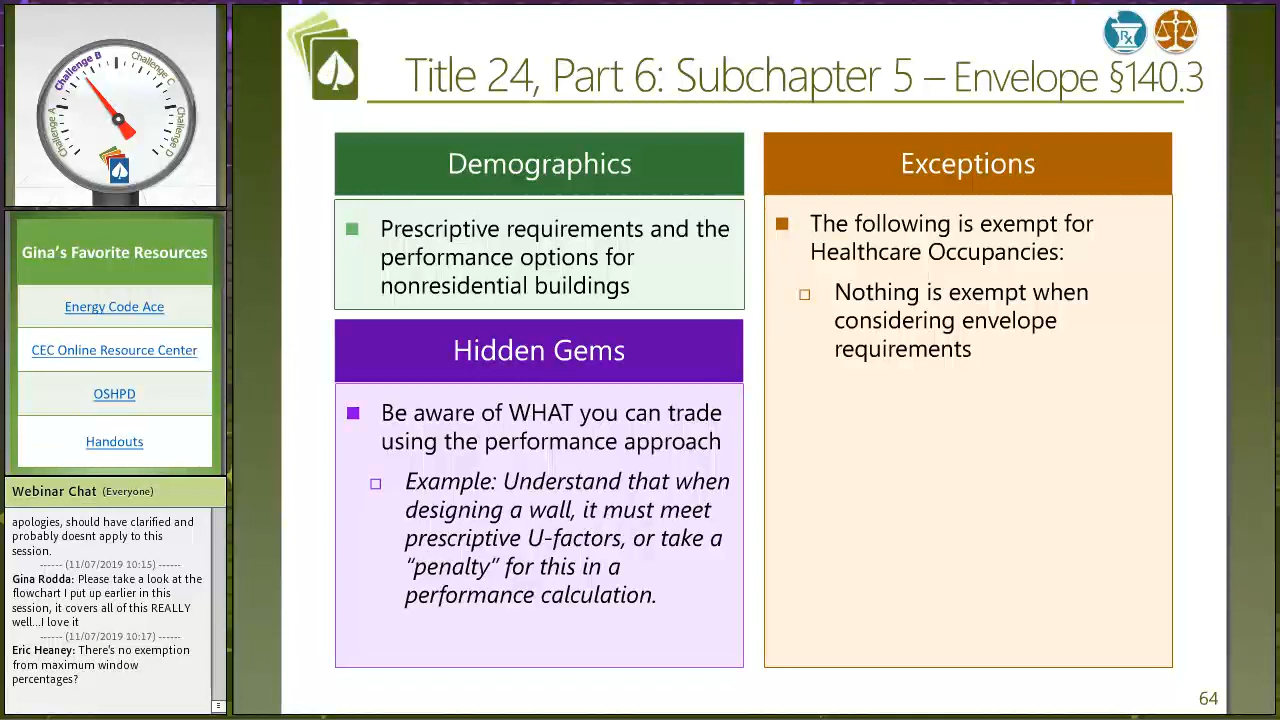 Challenge A
Challenge B
Challenge C
Challenge D
Gina's Favorite Resources
Energy Code Ace
CEC Online Resource Center
OSHPD
Handouts
Webinar Chat (Everyone)
apologies, should have clarified and
probably doesnt apply to this
session.
------ (11/07/2019 10:15) ------
Gina Rodda: Please take a look at the
flowchart I put up earlier in this
session, it covers all of this REALLY
well...I love it
------ (11/07/2019 10:17) ------
Eric Heaney: There's no exemption
from maximum window
percentages?
Rx
Title 24, Part 6: Subchapter 5 – Envelope §140.3
Demographics
Prescriptive requirements and the
performance options for
nonresidential buildings
Hidden Gems
Be aware of WHAT you can trade
using the performance approach
Example: Understand that when
designing a wall, it must meet
prescriptive U-factors, or take a
“penalty” for this in a
performance calculation.
Exceptions
The following is exempt for
Healthcare Occupancies:
Nothing is exempt when
considering envelope
requirements
64